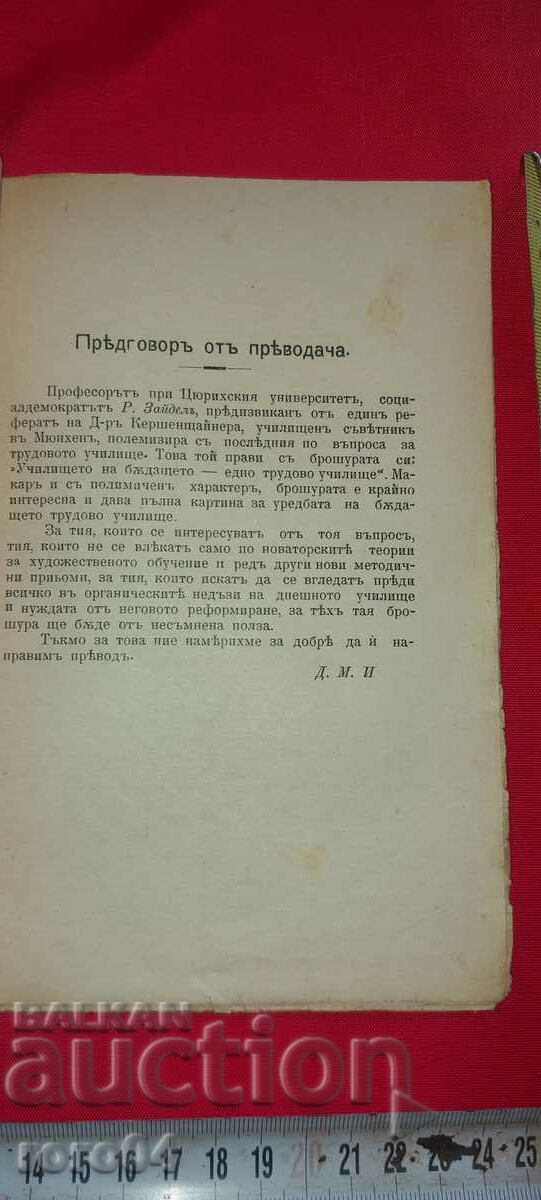 Прѣдговоръ отъ прѣводача.
Професорътъ при Цюрихския университетъ, соци-
алдемократътъ Р. Зайдель, прѣдизвикан отъ единъ ре-
фератъ на Д-ръ Кершенщайнера, училищенъ съвѣтникъ
въ Мюнхенъ, полемизира съ послѣдния по въпроса за
трудовото училище. Това той прави съ брошурата си:
„Училището на бѫдащето — едно трудово училище“. Ма-
каръ и съ полимиченъ характеръ, брошурата е крайно
интересна и дава пълна картина за уредбата на бѫда-
щето трудово училище.
За тия, които се интересуватъ отъ тоя въпросъ,
тия, които не се влѣкатъ само по новаторскитѣ теории
за художественото обучение и редъ други нови методич-
ни приьоми, за тия, които искатъ да се вгледатъ прѣди
всичко въ органическитѣ недъзи на днешното училище
и нуждата отъ неговото реформиране, за тѣхъ тая бро-
шура ще бѫде отъ несъмнена полза.
Тъкмо за това ние намѣрихме за добрѣ да ѝ на-
правимъ прѣводъ.
Д. М. И
BALKAN
auction
roro64
14 15 16 17 18 19 20 21 22 23 24 25